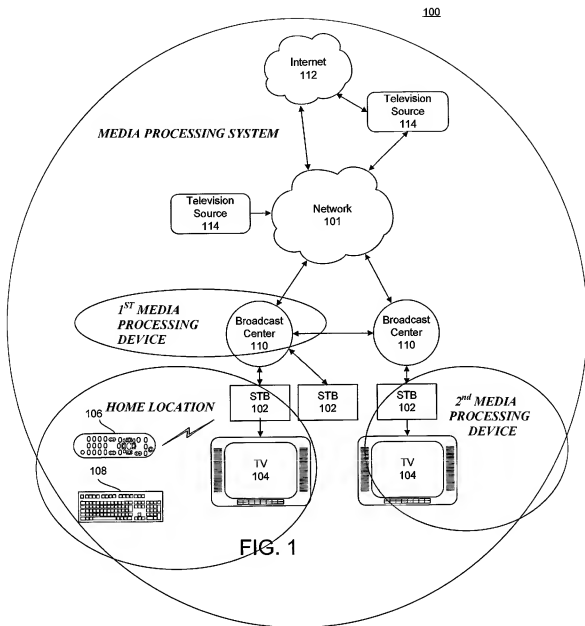 100
Internet
112
Television
Source
114
MEDIA PROCESSING SYSTEM
Television
Source
114
Network
101
1ST MEDIA
PROCESSING
DEVICE
Broadcast
Center
110
Broadcast
Center
110
HOME LOCATION
STB
102
STB
102
STB
102
2nd MEDIA
PROCESSING
DEVICE
106
108
TV
104
TV
104
FIG. 1